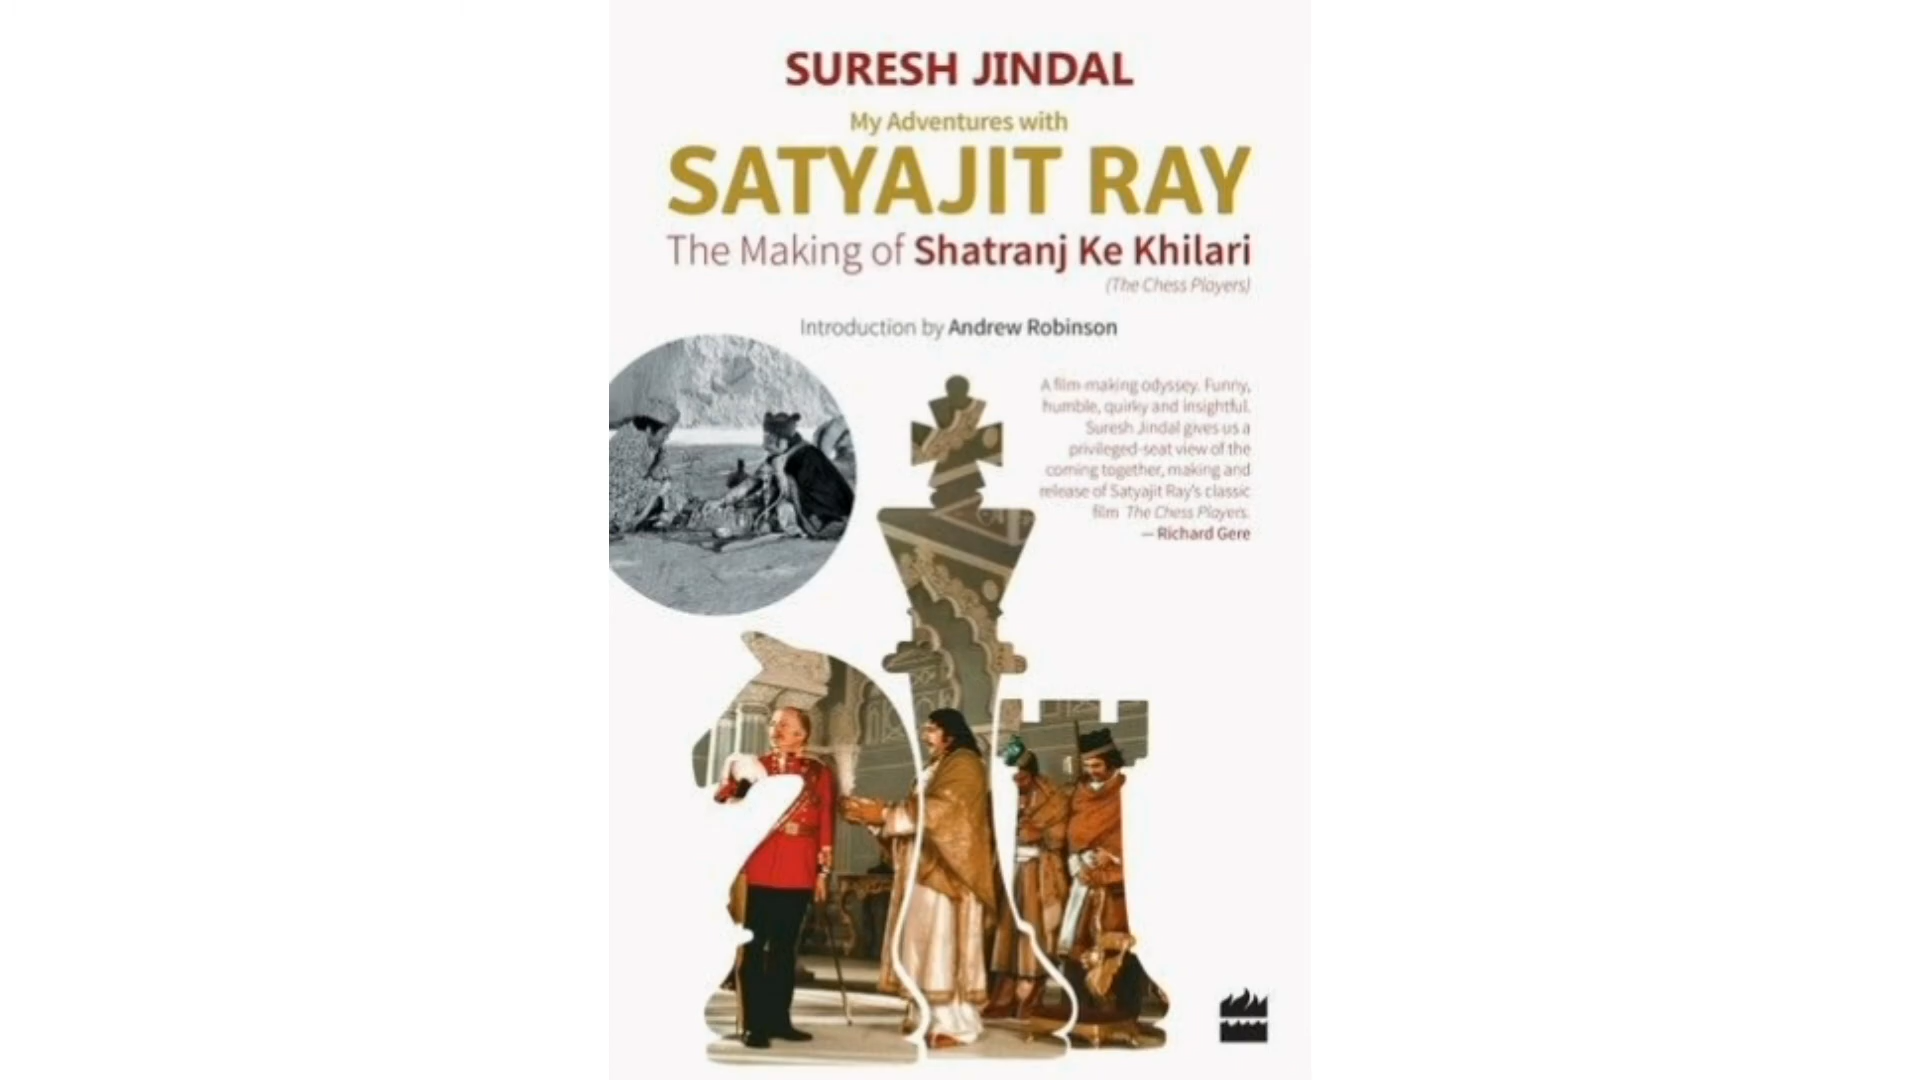 SURESH JINDAL
My Adventures with
SATYAJIT RAY
The Making of Shatranj Ke Khilari
(The Chess Players)
Introduction by Andrew Robinson
A film-making odyssey. Funny,
humble, quirky and insightful.
Suresh Jindal gives us a
privileged-seat view of the
coming together, making and
release of Satyajit Ray's classic
film The Chess Players.
— Richard Gere